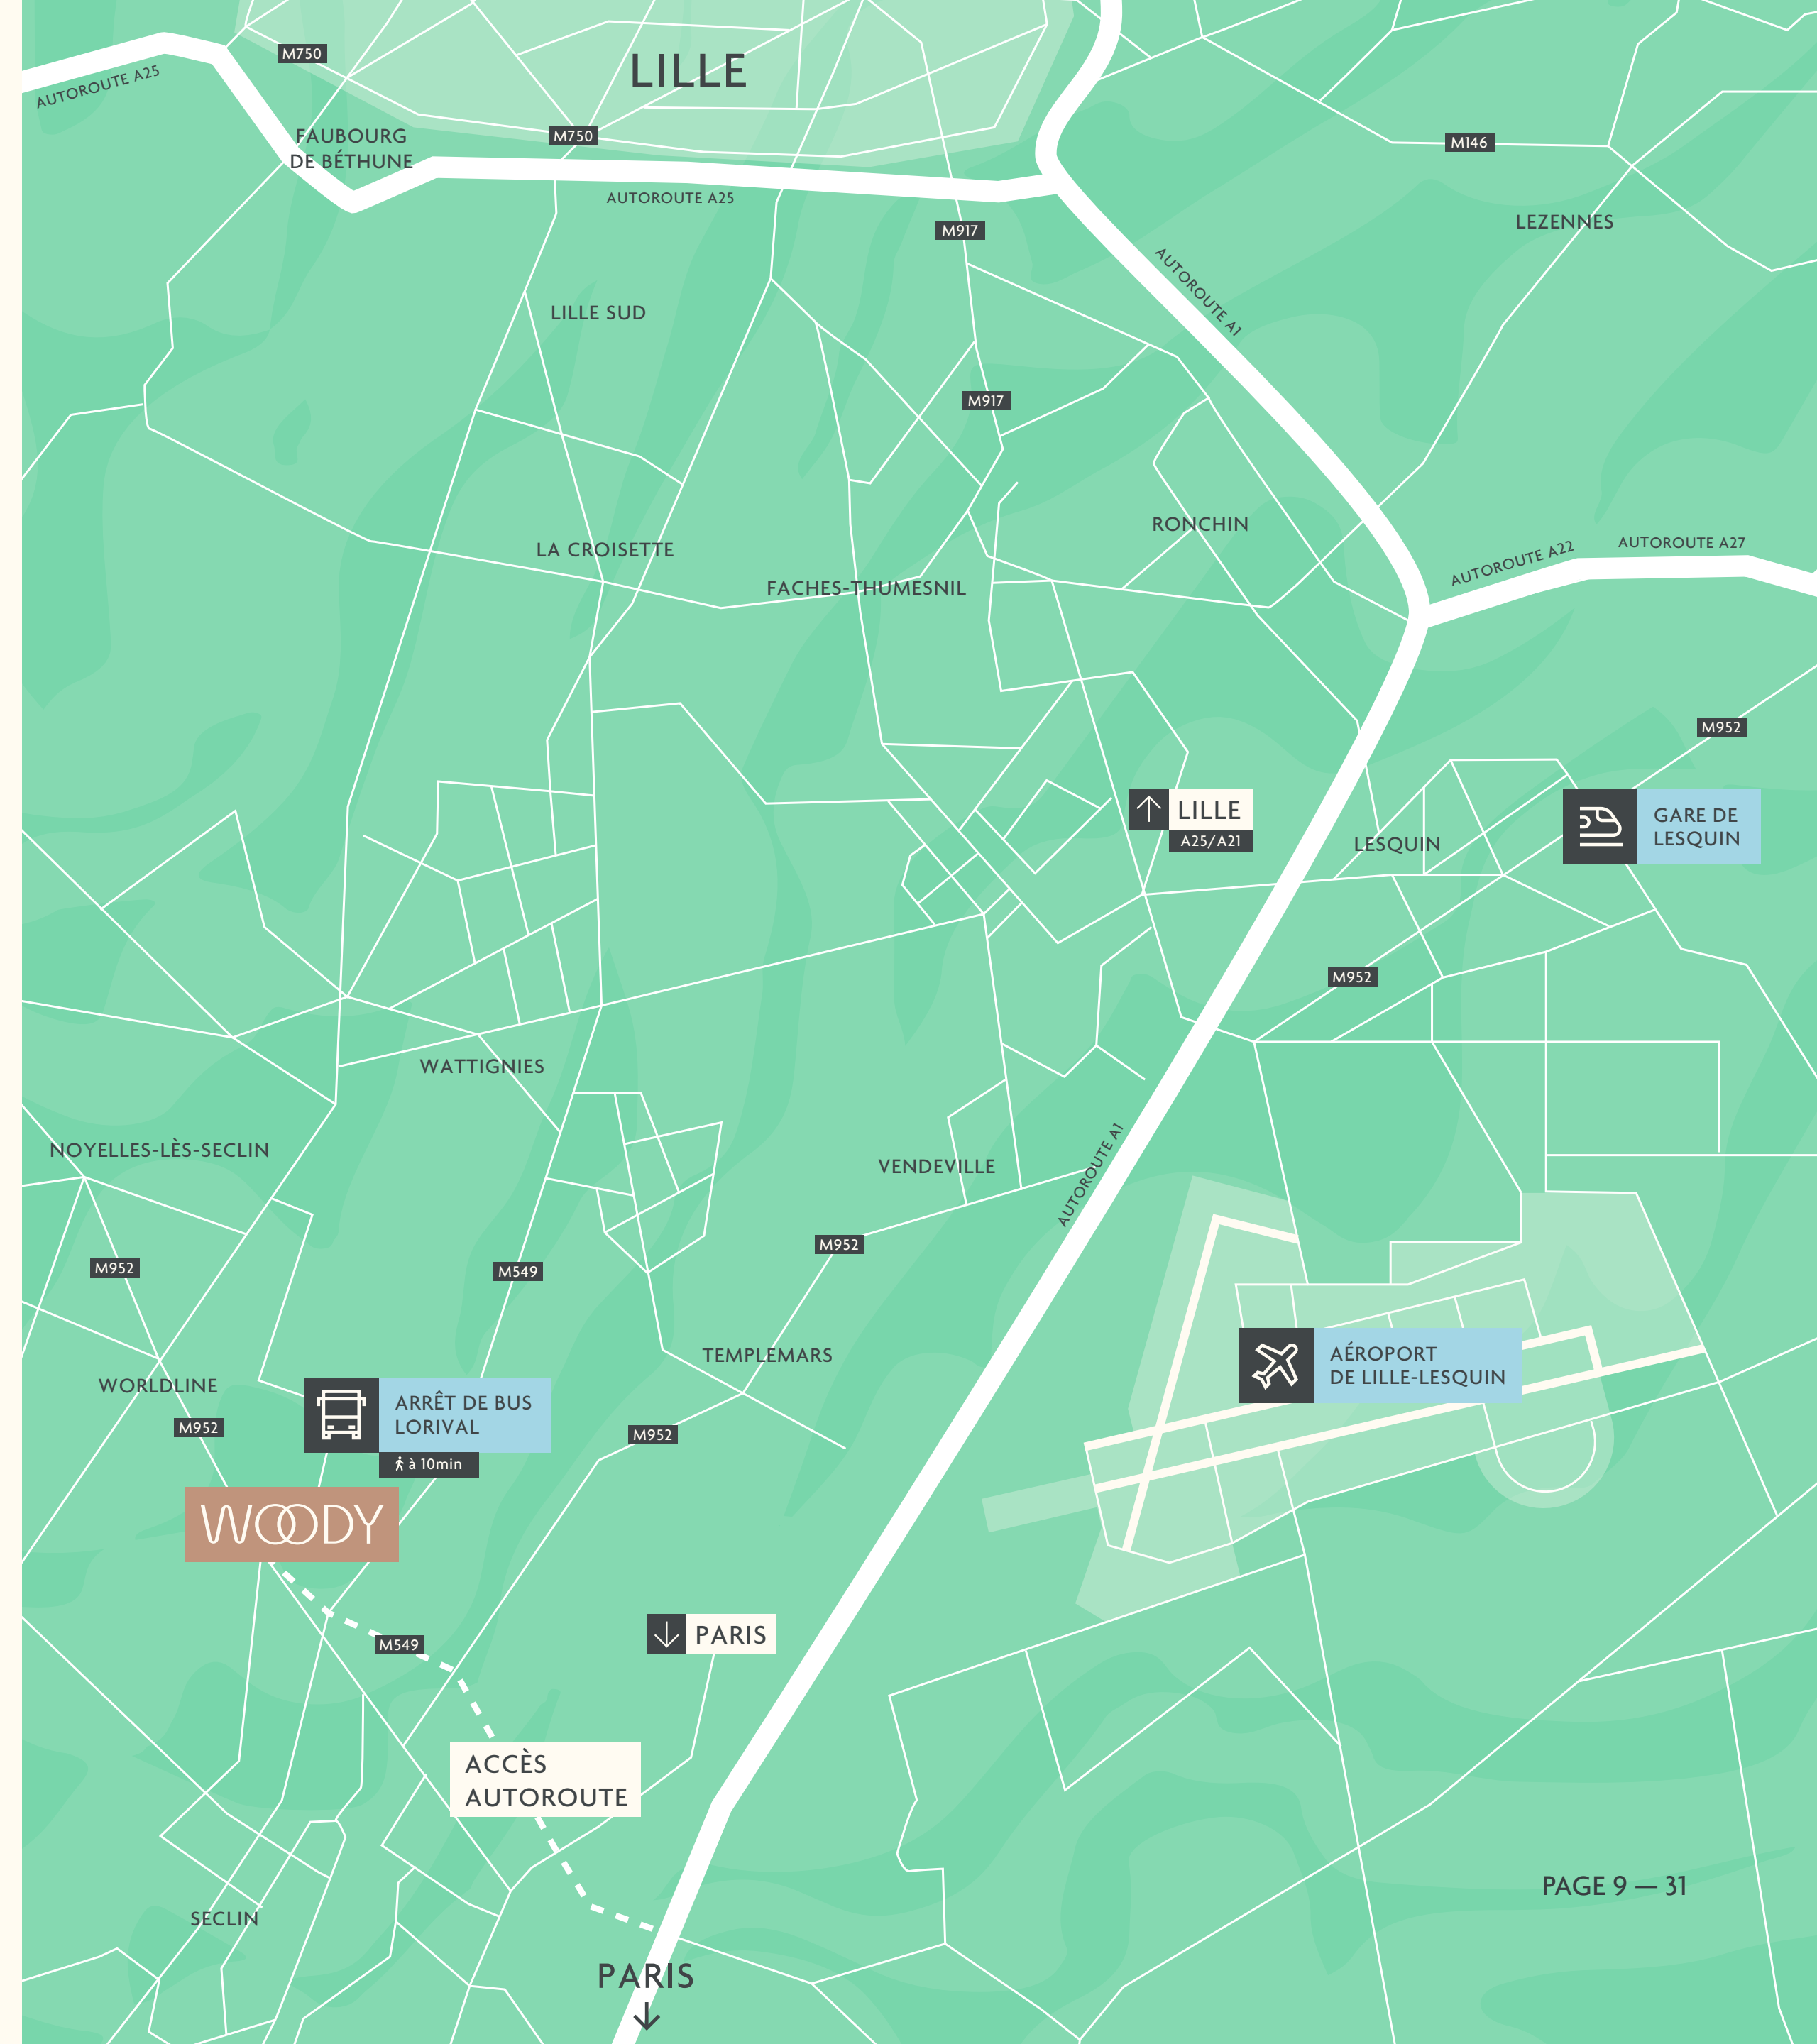 M750
LILLE
AUTOROUTE A25
FAUBOURG
DE BÉTHUNE
M750
M146
AUTOROUTE A25
M917
LEZENNES
AUTOROUTE A1
LILLE SUD
M917
RONCHIN
LA CROISETTE
AUTOROUTE A22
AUTOROUTE A27
FACHES-THUMESNIL
M952
LILLE
A25/A21
LESQUIN
GARE DE
LESQUIN
M952
WATTIGNIES
NOYELLES-LÈS-SECLIN
VENDEVILLE
AUTOROUTE A1
M952
M952
M549
TEMPLEMARS
AÉROPORT
DE LILLE-LESQUIN
WORLDLINE
M952
ARRÊT DE BUS
LORIVAL
à 10min
M952
WOODY
PARIS
M549
ACCÈS
AUTOROUTE
PAGE 9 — 31
SECLIN
PARIS